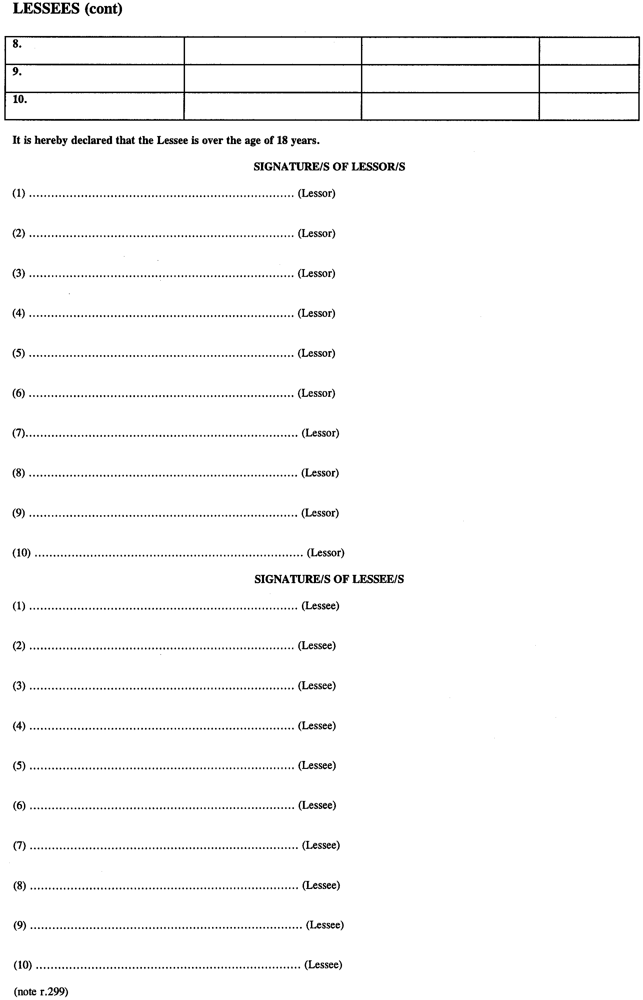 LESSEES (cont)
8.
9.
10.
It is hereby declared that the Lessee is over the age of 18 years.
SIGNATURE/S OF LESSOR/S
(1) ........................................................................ (Lessor)
(2) ........................................................................ (Lessor)
(3) ........................................................................ (Lessor)
(4) ........................................................................ (Lessor)
(5) ........................................................................ (Lessor)
(6) ........................................................................ (Lessor)
(7).......................................................................... (Lessor)
(8) ......................................................................... (Lessor)
(9) ......................................................................... (Lessor)
(10) ......................................................................... (Lessor)
SIGNATURE/S OF LESSEE/S
(1) ......................................................................... (Lessee)
(2) ........................................................................ (Lessee)
(3) ........................................................................ (Lessee)
(4) ........................................................................ (Lessee)
(5) ........................................................................ (Lessee)
(6) ........................................................................ (Lessee)
(7) ......................................................................... (Lessee)
(8) ......................................................................... (Lessee)
(9) .......................................................................... (Lessee)
(10) ........................................................................ (Lessee)
(note r.299)